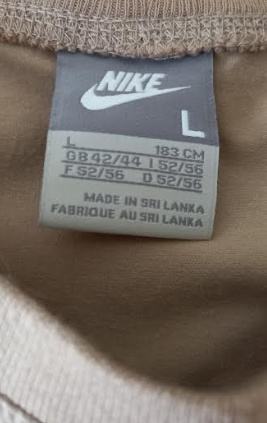 NIKE
L
L 183 CM
GB 42/44 I 52/56
F 52/56 D 52/56
MADE IN SRI LANKA
FABRIQUE AU SRI LANKA